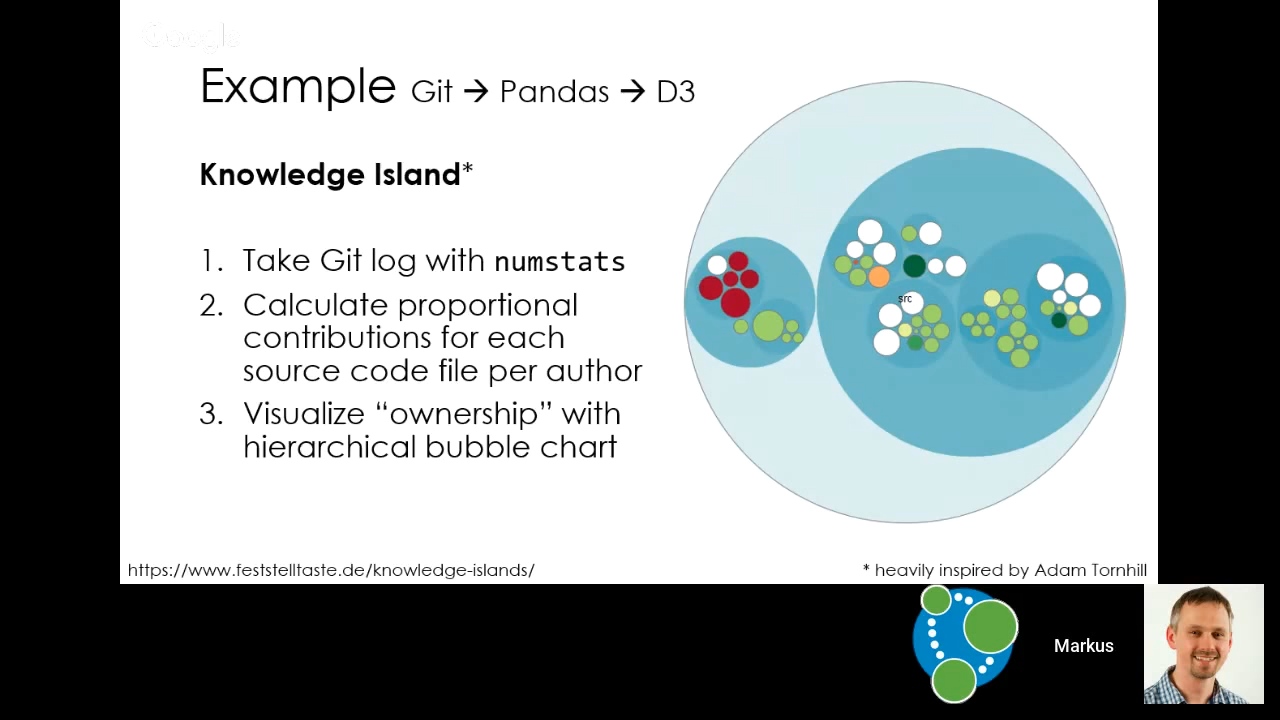 Google
Example Git → Pandas → D3
Knowledge Island*
1. Take Git log with numstats
2. Calculate proportional
contributions for each
source code file per author
3. Visualize “ownership” with
hierarchical bubble chart
src
https://www.feststelltaste.de/knowledge-islands/
* heavily inspired by Adam Tornhill
Markus